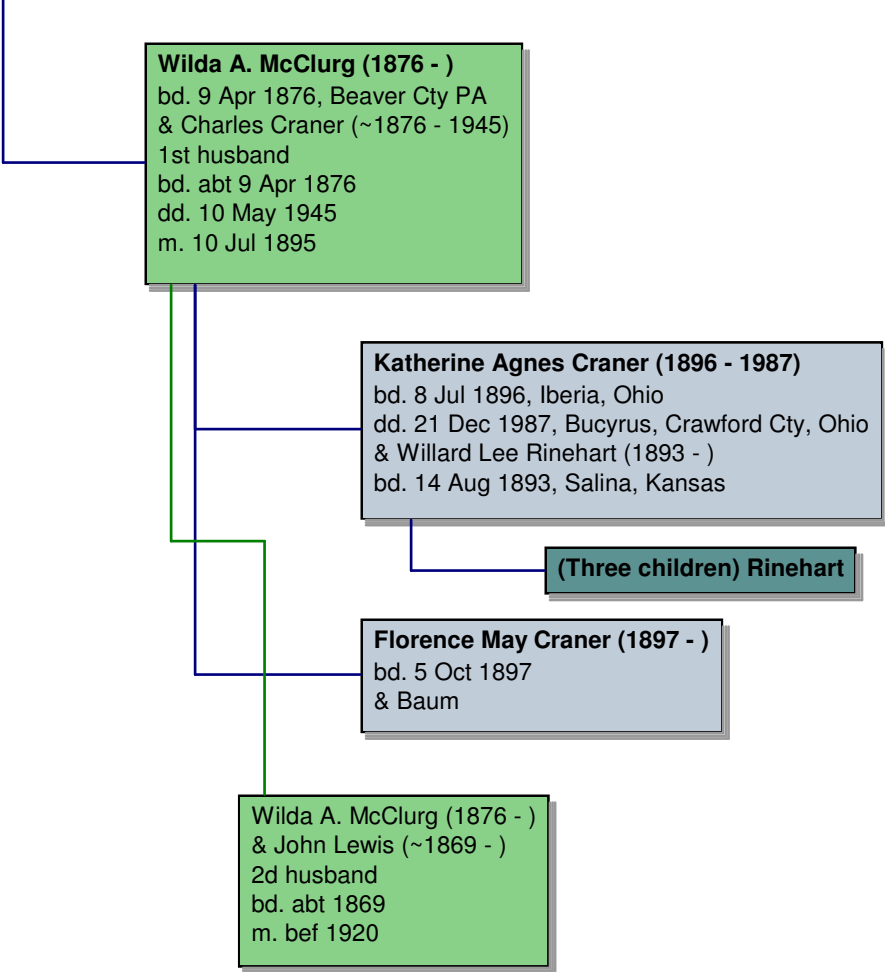 Wilda A. McClurg (1876 - )
bd. 9 Apr 1876, Beaver Cty PA
& Charles Craner (~1876 - 1945)
1st husband
bd. abt 9 Apr 1876
dd. 10 May 1945
m. 10 Jul 1895
Katherine Agnes Craner (1896 - 1987)
bd. 8 Jul 1896, Iberia, Ohio
dd. 21 Dec 1987, Bucyrus, Crawford Cty, Ohio
& Willard Lee Rinehart (1893 - )
bd. 14 Aug 1893, Salina, Kansas
(Three children) Rinehart
Florence May Craner (1897 - )
bd. 5 Oct 1897
& Baum
Wilda A. McClurg (1876 - )
& John Lewis (~1869 - )
2d husband
bd. abt 1869
m. bef 1920